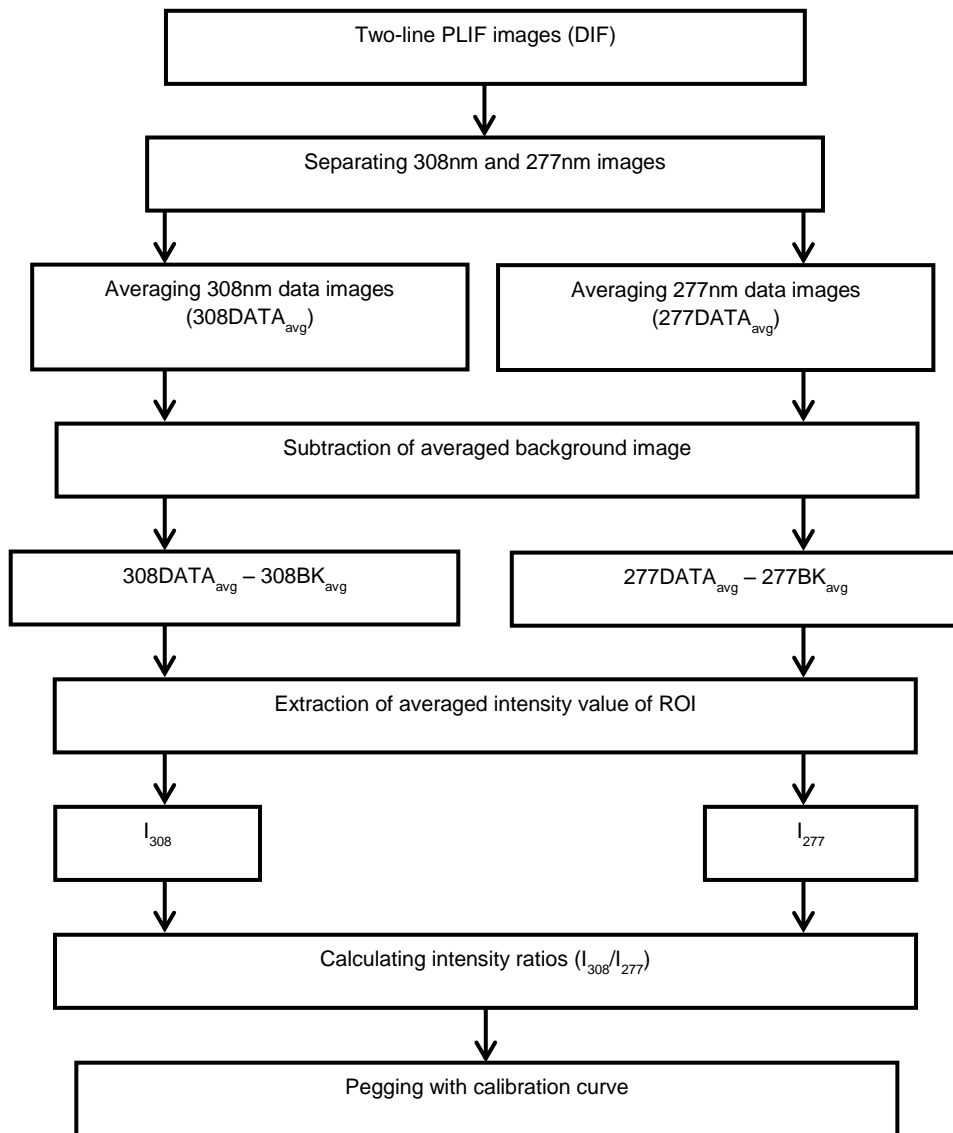 Two-line PLIF images (DIF)
Separating 308nm and 277nm images
Averaging 308nm data images
(308DATAavg)
Averaging 277nm data images
(277DATAavg)
Subtraction of averaged background image
308DATAavg – 308BKavg
277DATAavg – 277BKavg
Extraction of averaged intensity value of ROI
I308
I277
Calculating intensity ratios (I308/I277)
Pegging with calibration curve